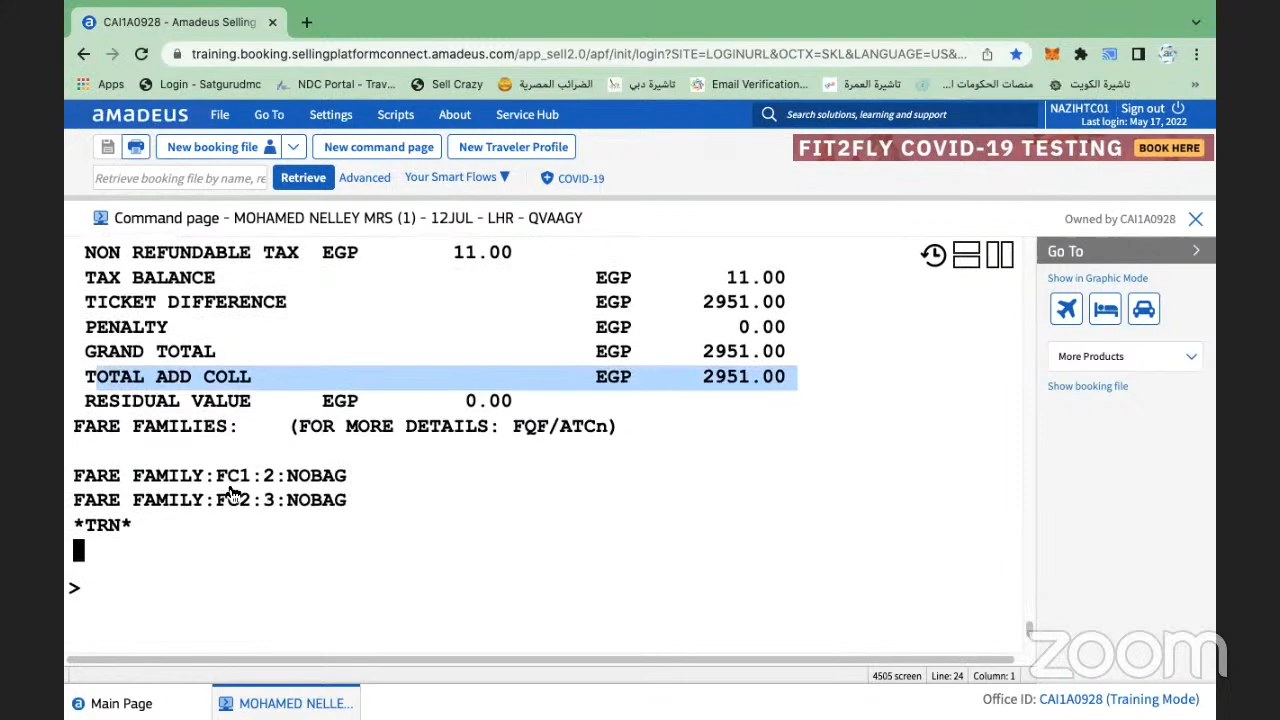 CAI1A0928 - Amadeus Selling
training.booking.sellingplatformconnect.amadeus.com/app_sell2.0/apf/init/login?SITE=LOGINURL&OCTX=SKL&LANGUAGE=US&...
Apps Login - Satgurudmc NDC Portal - Trav... Sell Crazy الضرائب المصرية تاشيرة دبي Email Verification... تاشيرة العمرة منصات الحكومات ا... تاشيرة الكويت »
amadeus File Go To Settings Scripts About Service Hub Search solutions, learning and support NAZIHTC01 Sign out
Last login: May 17, 2022
New booking file New command page New Traveler Profile FIT2FLY COVID-19 TESTING BOOK HERE
Retrieve booking file by name, re Retrieve Advanced Your Smart Flows COVID-19
Command page - MOHAMED NELLEY MRS (1) - 12JUL - LHR - QVAAGY Owned by CAI1A0928
NON REFUNDABLE TAX EGP 11.00
TAX BALANCE EGP 11.00
TICKET DIFFERENCE EGP 2951.00
PENALTY EGP 0.00
GRAND TOTAL EGP 2951.00
TOTAL ADD COLL EGP 2951.00
RESIDUAL VALUE EGP 0.00
FARE FAMILIES: (FOR MORE DETAILS: FQF/ATCn)
FARE FAMILY:FC1:2:NOBAG
FARE FAMILY:FC2:3:NOBAG
*TRN*
>
Go To
Show in Graphic Mode
More Products
Show booking file
zoom
4505 screen Line: 24 Column: 1
Main Page MOHAMED NELLE... Office ID: CAI1A0928 (Training Mode)